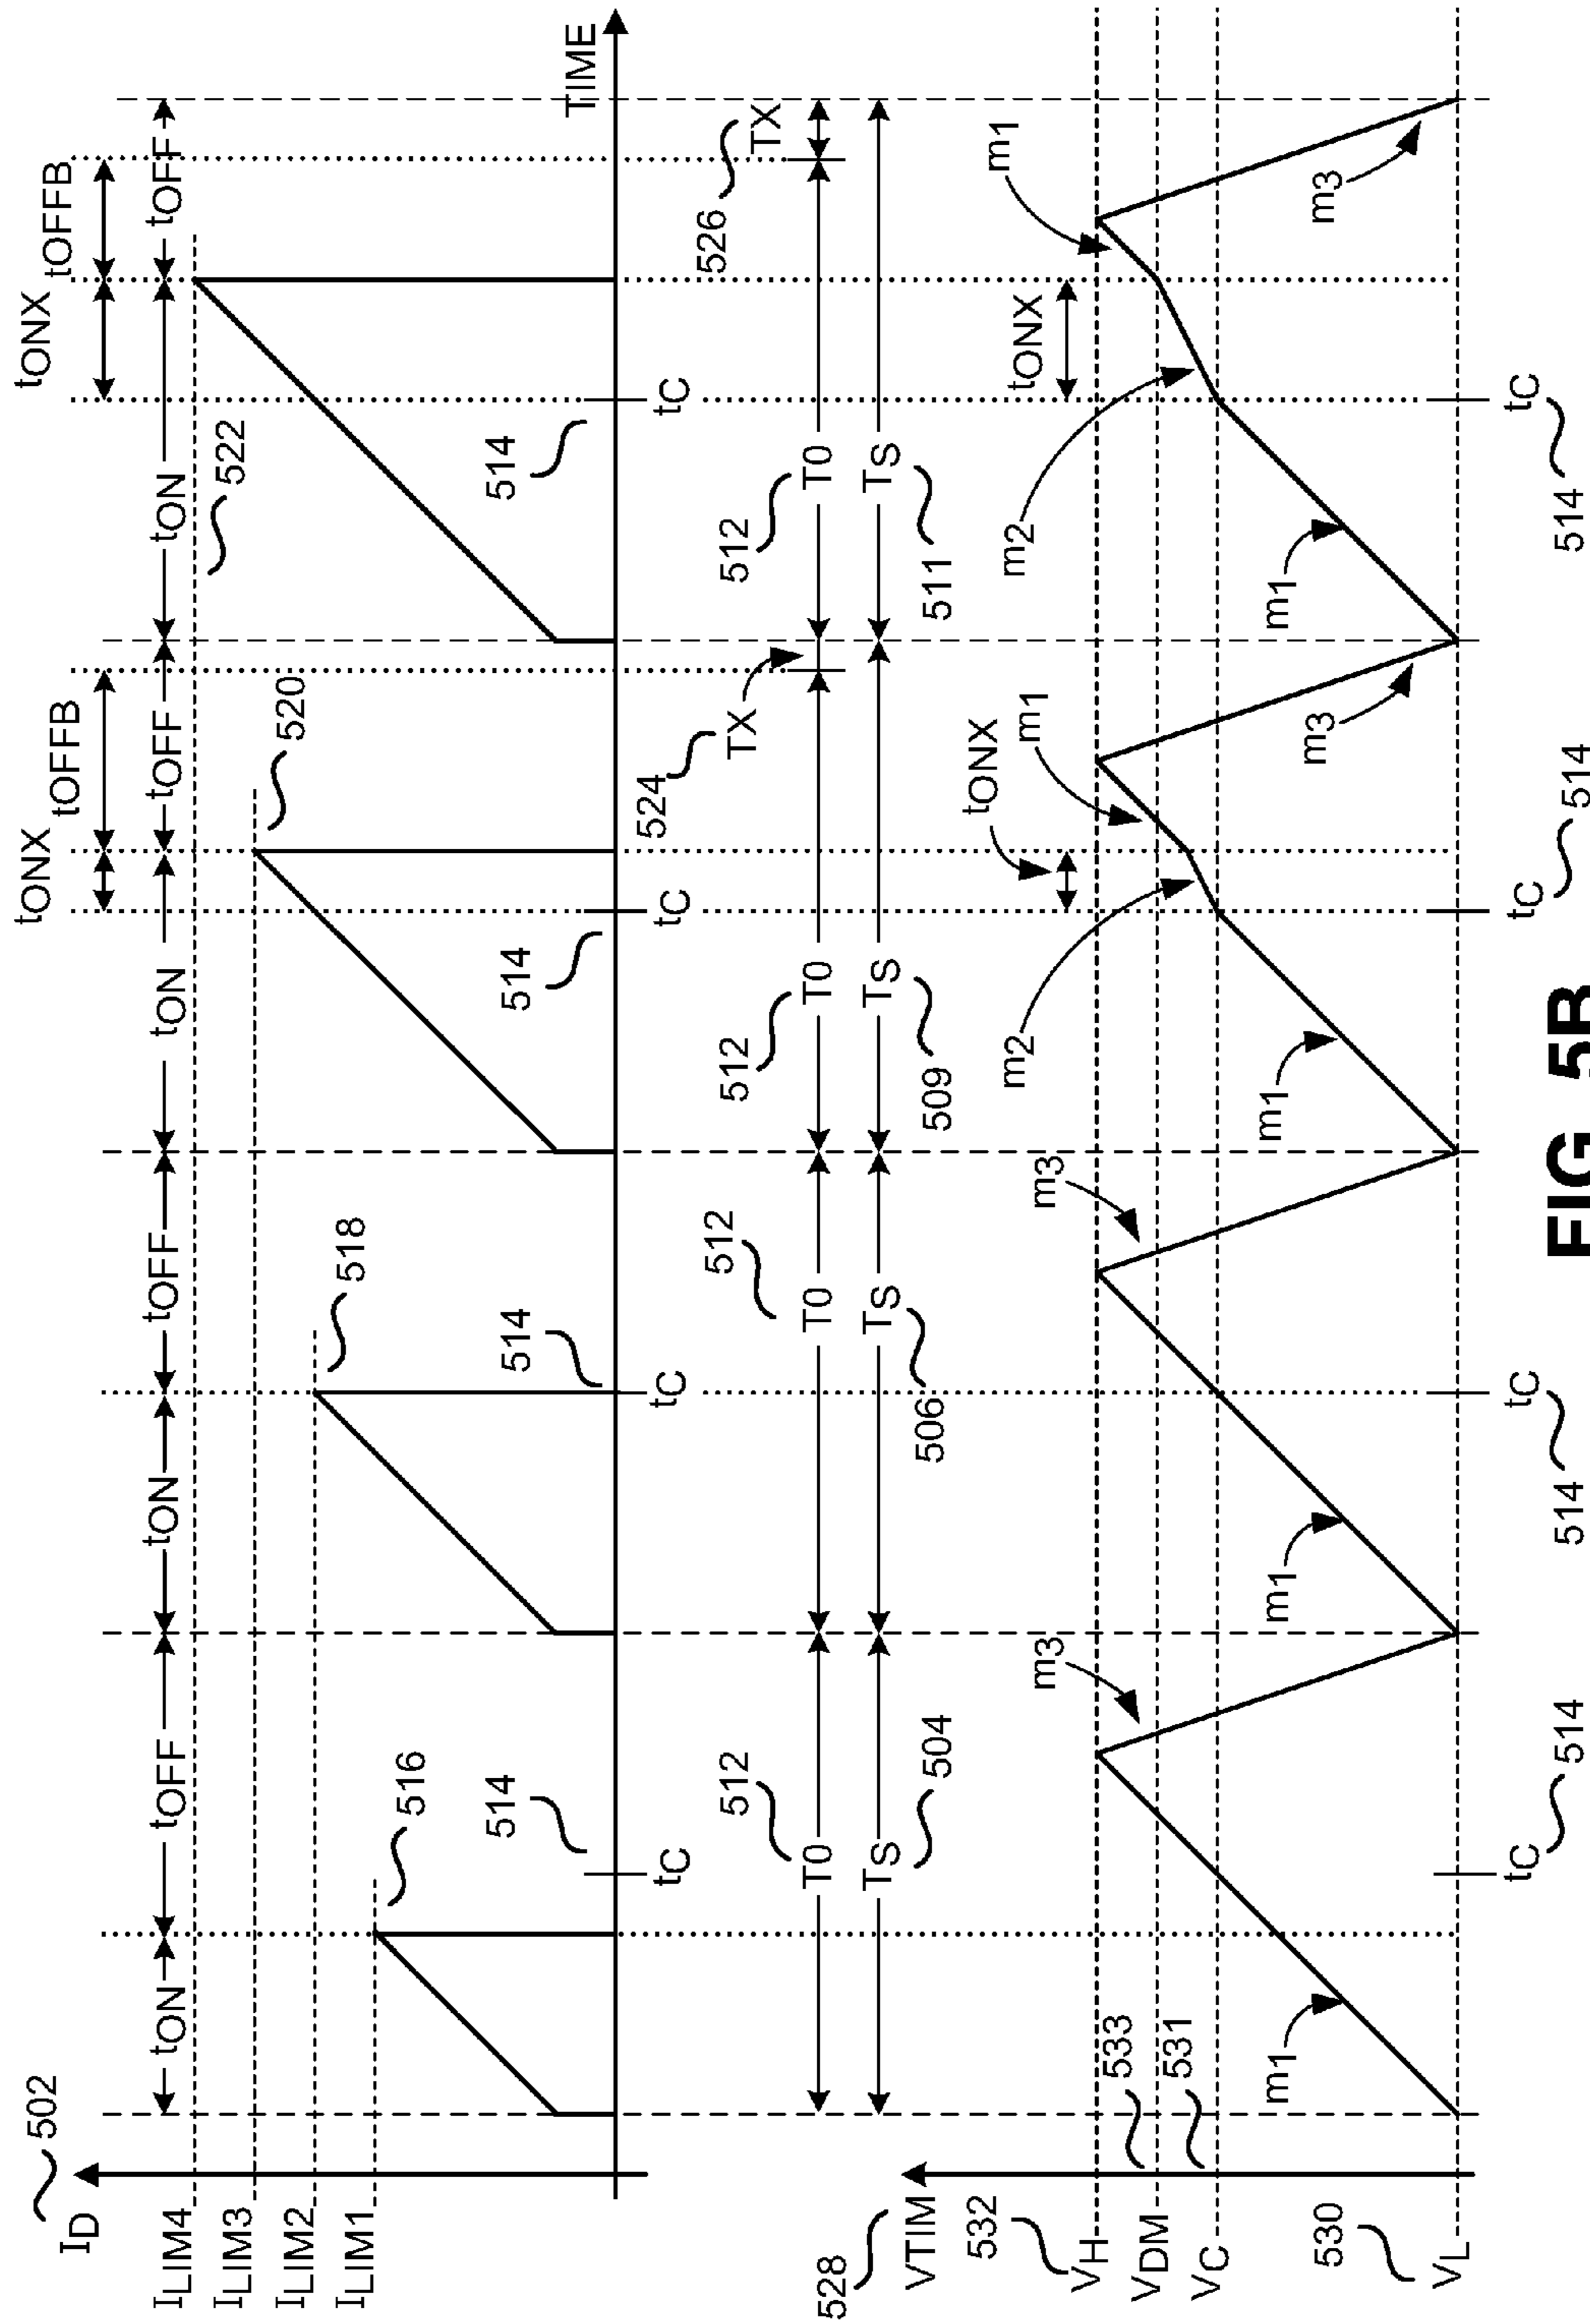 502
tONX
tONX
ID
tOFFB
tOFFB
tON
tOFF
tON
tOFF
tON
tOFF
tON
tOFF
ILIM4
ILIM3
522
ILIM2
520
ILIM1
518
516
514
514
514
514
TIME
tC
tC
tC
tC
524
526
512
512
512
512
TX
TX
T0
T0
T0
T0
TS
TS
TS
TS
504
506
509
511
528
VTIM
532
tONX
tONX
m3
m3
m2
m1
m2
m1
VH
533
VDM
531
VC
m1
m1
m1
m3
m1
m3
530
VL
tC
tC
tC
tC
514
514
514
514
FIG. 5B